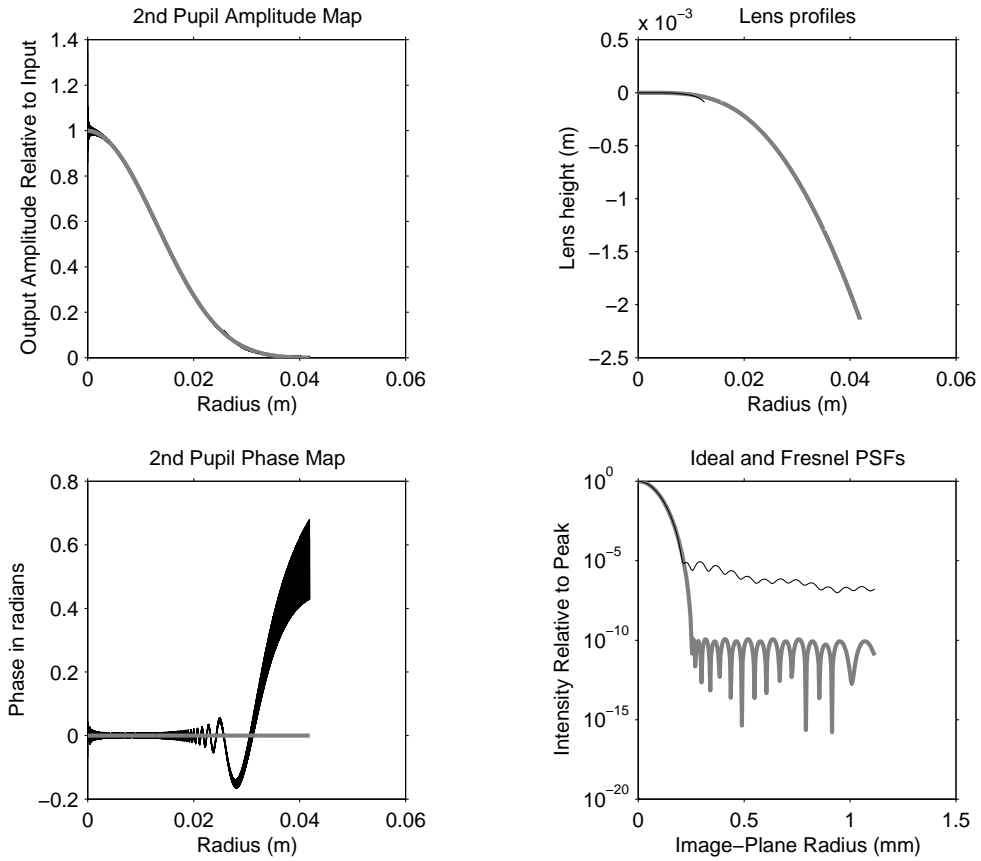 2nd Pupil Amplitude Map
Output Amplitude Relative to Input
1.4
1.2
1
0.8
0.6
0.4
0.2
0
0 0.02 0.04 0.06
Radius (m)
Lens profiles
x 10−3
Lens height (m)
0.5
0
−0.5
−1
−1.5
−2
−2.5
0 0.02 0.04 0.06
Radius (m)
2nd Pupil Phase Map
Phase in radians
0.8
0.6
0.4
0.2
0
−0.2
0 0.02 0.04 0.06
Radius (m)
Ideal and Fresnel PSFs
Intensity Relative to Peak
10^0
10^−5
10^−10
10^−15
10^−20
0 0.5 1 1.5
Image−Plane Radius (mm)